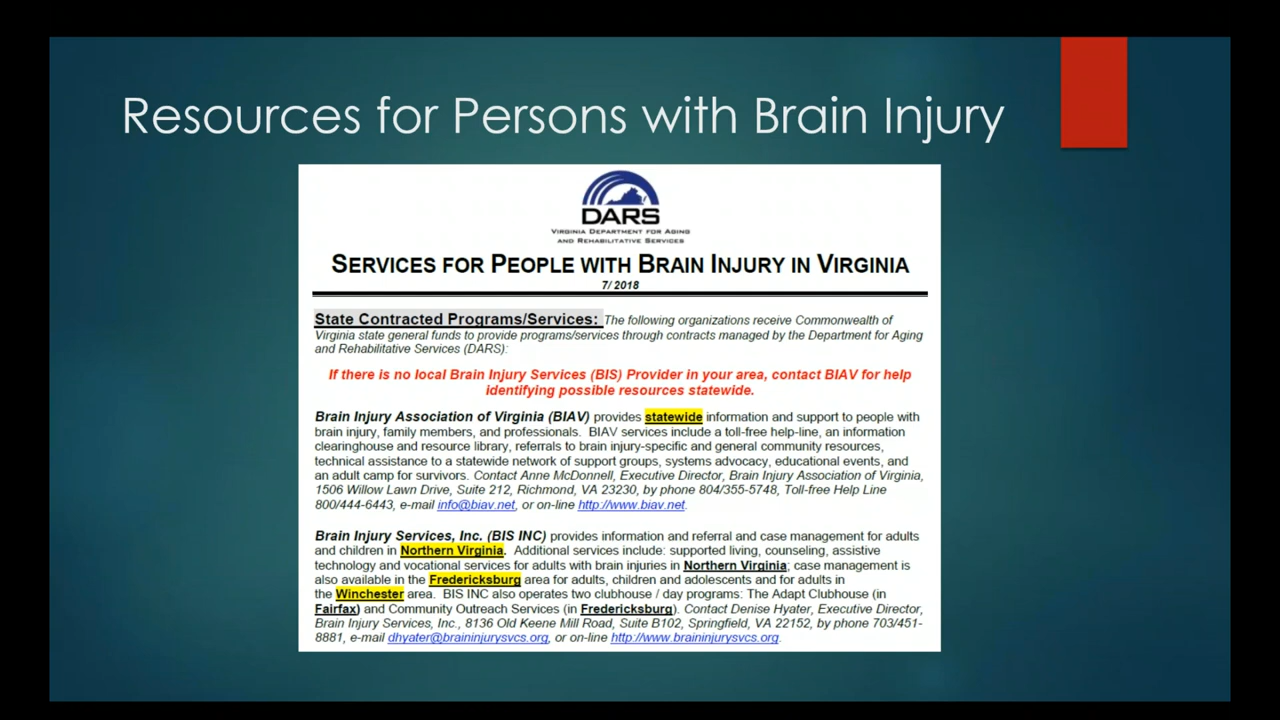 Resources for Persons with Brain Injury
DARS
VIRGINIA DEPARTMENT FOR AGING
AND REHABILITATIVE SERVICES
SERVICES FOR PEOPLE WITH BRAIN INJURY IN VIRGINIA
7/ 2018
State Contracted Programs/Services: The following organizations receive Commonwealth of
Virginia state general funds to provide programs/services through contracts managed by the Department for Aging
and Rehabilitative Services (DARS):
If there is no local Brain Injury Services (BIS) Provider in your area, contact BIAV for help
identifying possible resources statewide.
Brain Injury Association of Virginia (BIAV) provides statewide information and support to people with
brain injury, family members, and professionals. BIAV services include a toll-free help-line, an information
clearinghouse and resource library, referrals to brain injury-specific and general community resources,
technical assistance to a statewide network of support groups, systems advocacy, educational events, and
an adult camp for survivors. Contact Anne McDonnell, Executive Director, Brain Injury Association of Virginia,
1506 Willow Lawn Drive, Suite 212, Richmond, VA 23230, by phone 804/355-5748, Toll-free Help Line
800/444-6443, e-mail info@biav.net, or on-line http://www.biav.net.
Brain Injury Services, Inc. (BIS INC) provides information and referral and case management for adults
and children in Northern Virginia. Additional services include: supported living, counseling, assistive
technology and vocational services for adults with brain injuries in Northern Virginia; case management is
also available in the Fredericksburg area for adults, children and adolescents and for adults in
the Winchester area. BIS INC also operates two clubhouse / day programs: The Adapt Clubhouse (in
Fairfax) and Community Outreach Services (in Fredericksburg). Contact Denise Hyater, Executive Director,
Brain Injury Services, Inc., 8136 Old Keene Mill Road, Suite B102, Springfield, VA 22152, by phone 703/451-
8881, e-mail dhyater@braininjurysvcs.org, or on-line http://www.braininjurysvcs.org.